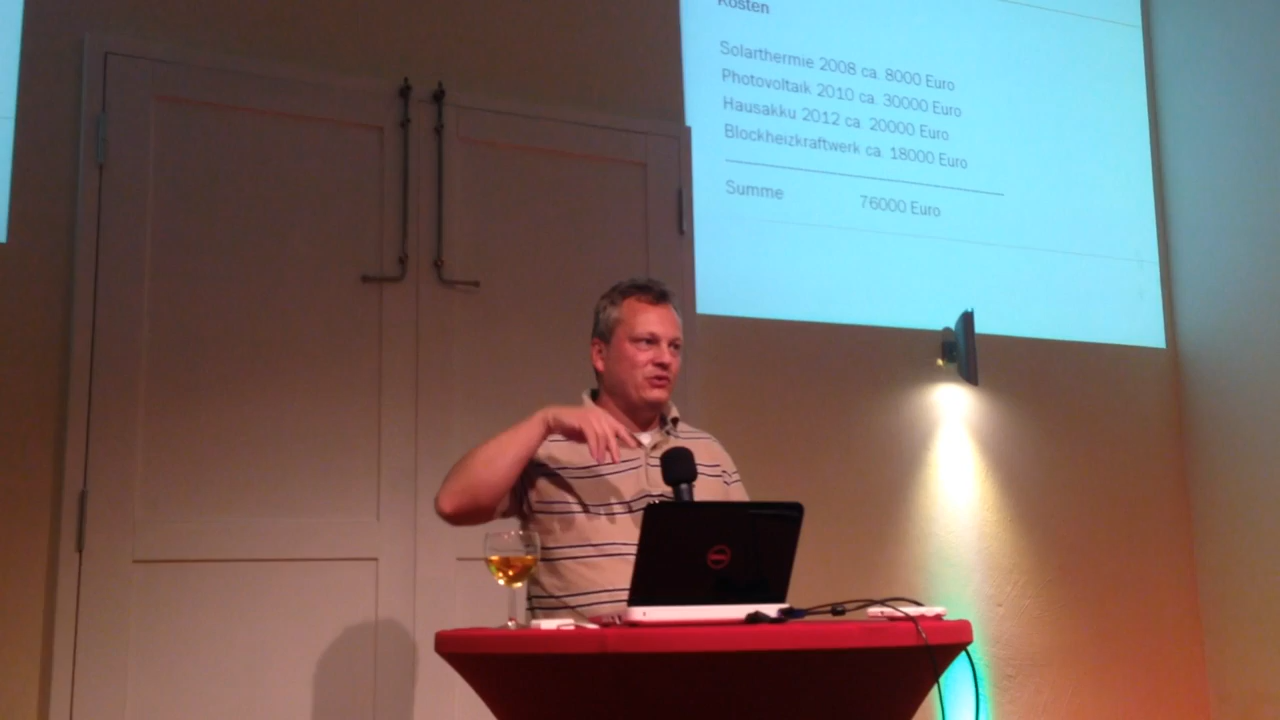 Kosten
Solarthermie 2008 ca. 8000 Euro
Photovoltaik 2010 ca. 30000 Euro
Hausakku 2012 ca. 20000 Euro
Blockheizkraftwerk ca. 18000 Euro
Summe 76000 Euro
DELL